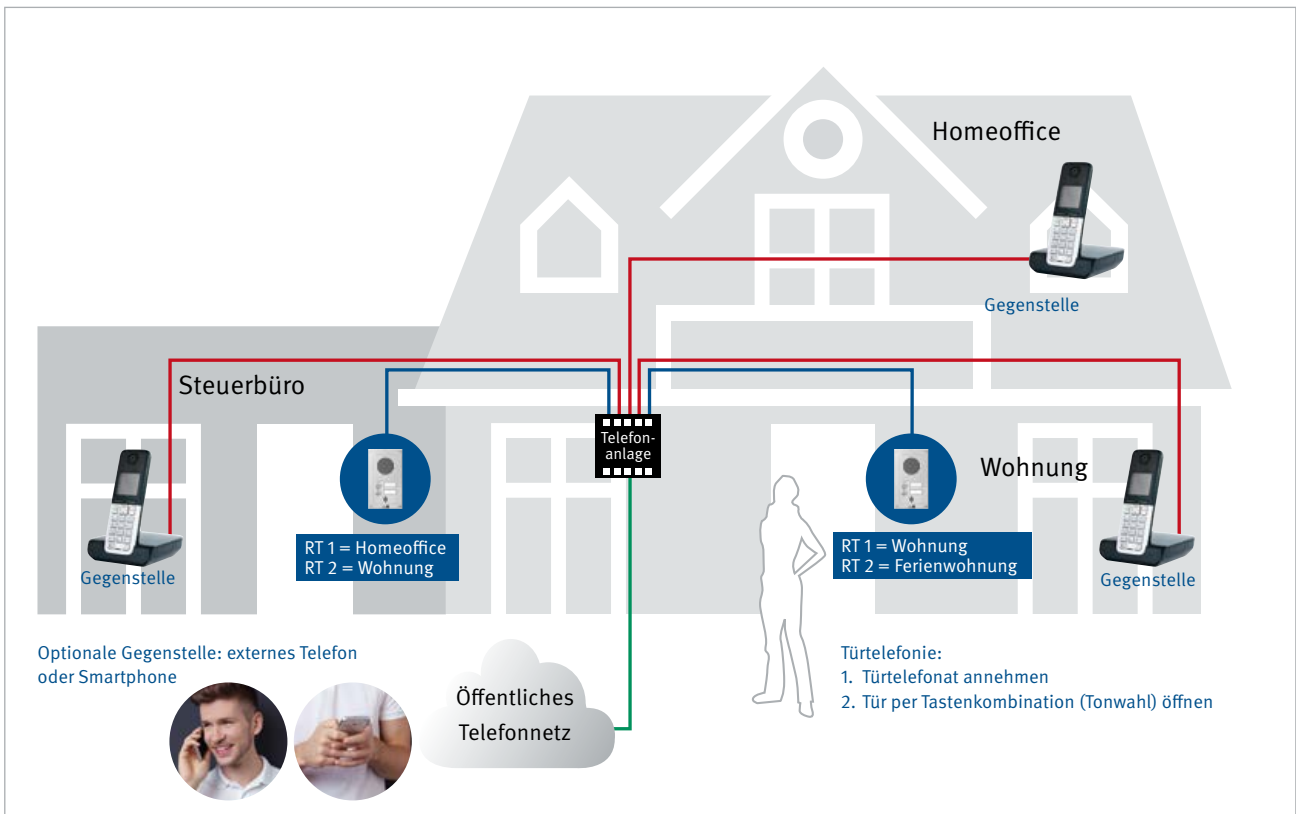 Homeoffice
Gegenstelle
Steuerbüro
Telefon-
anlage
Wohnung
RT 1 = Homeoffice
RT 2 = Wohnung
RT 1 = Wohnung
RT 2 = Ferienwohnung
Gegenstelle
Gegenstelle
Optionale Gegenstelle: externes Telefon
oder Smartphone
Öffentliches
Telefonnetz
Türtelefonie:
1. Türtelefonat annehmen
2. Tür per Tastenkombination (Tonwahl) öffnen